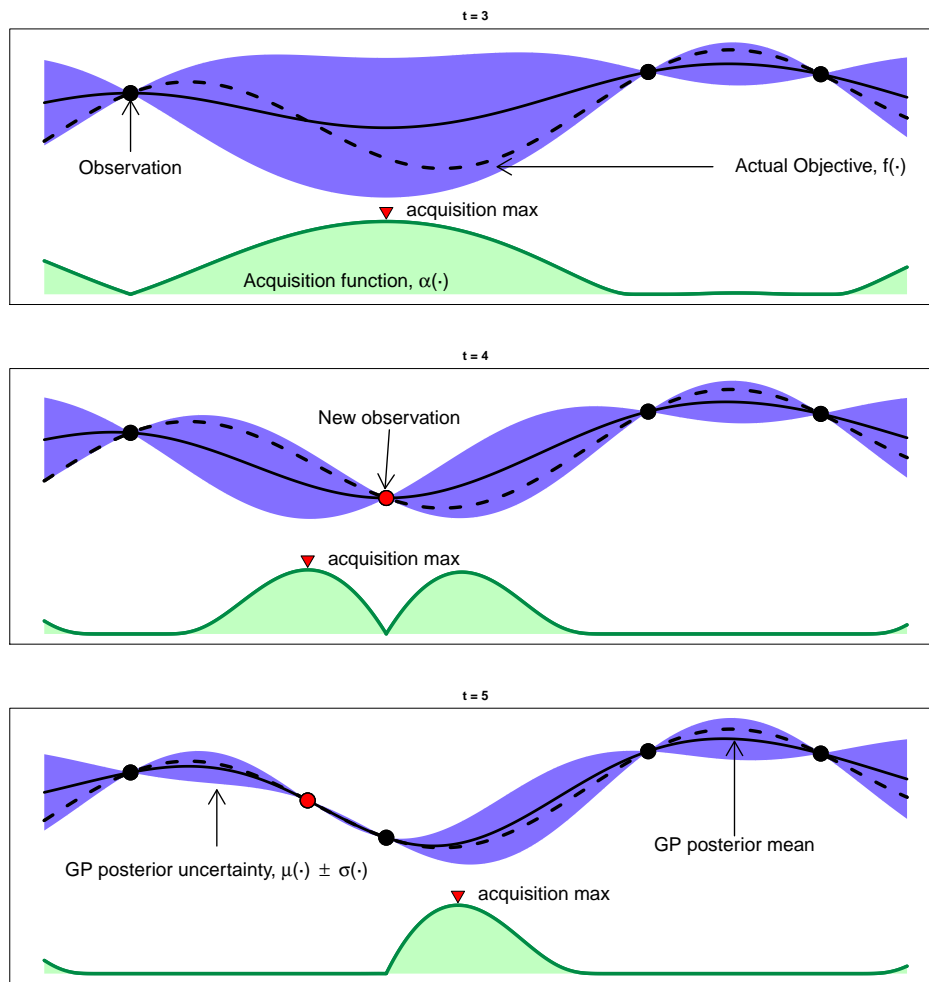 t = 3
Observation
Actual Objective, f(·)
acquisition max
Acquisition function, α(·)
t = 4
New observation
acquisition max
t = 5
GP posterior mean
GP posterior uncertainty, μ(·) ± σ(·)
acquisition max